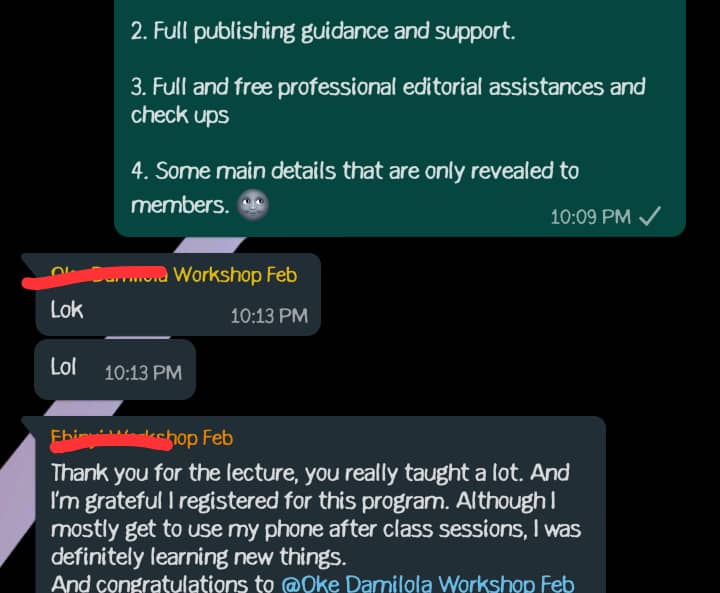 2. Full publishing guidance and support.
3. Full and free professional editorial assistances and
check ups
4. Some main details that are only revealed to
members. 🌚
10:09 PM
Workshop Feb
Lok
10:13 PM
Lol 10:13 PM
Feb
Thank you for the lecture, you really taught a lot. And
I'm grateful I registered for this program. Although I
mostly get to use my phone after class sessions, I was
definitely learning new things.
And congratulations to @Oke Damilola Workshop Feb